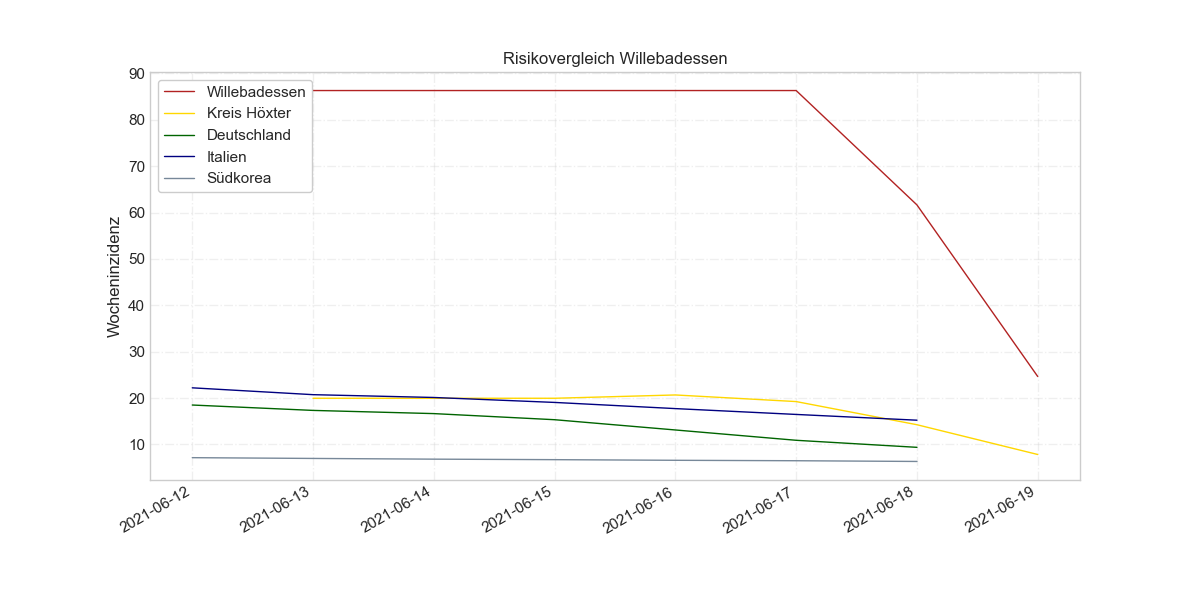 Risikovergleich Willebadessen
Wocheninzidenz
90
80
70
60
50
40
30
20
10
Willebadessen
Kreis Höxter
Deutschland
Italien
Südkorea
2021-06-12
2021-06-13
2021-06-14
2021-06-15
2021-06-16
2021-06-17
2021-06-18
2021-06-19